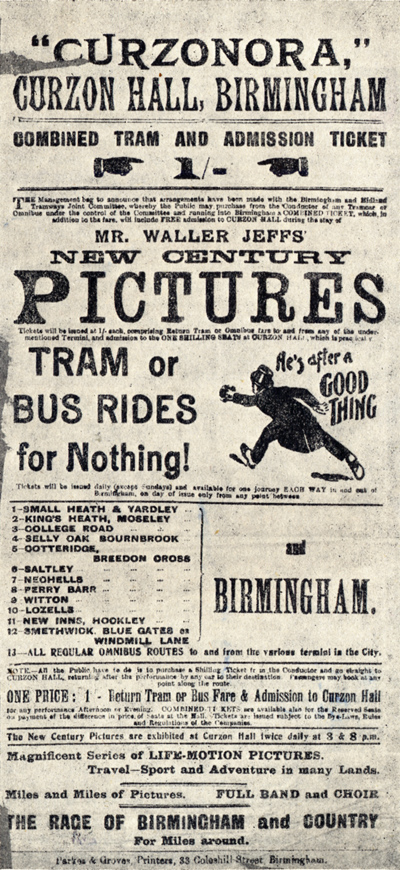 "CURZONORA,"
CURZON HALL, BIRMINGHAM
COMBINED TRAM AND ADMISSION TICKET
1/-
THE Management beg to announce that arrangements have been made with the Birmingham and Midland
Tramways Joint Committee, whereby the Public may purchase from the Conductor of any Tramcar or
Omnibus under the control of the Committee and running into Birmingham a COMBINED TICKET, which, in
addition to the fare, will include FREE admission to CURZON HALL during the stay of
MR. WALLER JEFFS'
NEW CENTURY
PICTURES
Tickets will be issued at 1/- each, comprising Return Tram or Omnibus fare to and from any of the under-
mentioned Termini, and admission to the ONE SHILLING SEATS at CURZON HALL, which is
TRAM or
BUS RIDES
for Nothing!
He's after a
GOOD
THING
Tickets will be issued daily (except Sundays) and available for one journey EACH WAY in and out of
Birmingham, on day of issue only from any point between
1-SMALL HEATH & YARDLEY
2-KING'S HEATH, MOSELEY
3-COLLEGE ROAD
4-SELLY OAK BOURNBROOK
5-COTTERIDGE,
BREEDON CROSS
6-SALTLEY
7-NECHELLS
8-PERRY BARR
9-WITTON
10-LOZELLS
11-NEW INNS, HOCKLEY
12-SMETHWICK, BLUE GATES or
WINDMILL LANE
and
BIRMINGHAM.
13-ALL REGULAR OMNIBUS ROUTES to and from the various termini in the City.
NOTE.-All the Public have to do is to purchase a Shilling Ticket from the Conductor and go straight to
CURZON HALL, returning after the performance by any car to their destination. Passengers may book at any
point along the route.
ONE PRICE: 1/- Return Tram or Bus Fare & Admission to Curzon Hall
for any performance Afternoon or Evening. COMBINED TICKETS are available also for the Reserved Seats
on payment of the difference in price of seats at the Hall. Tickets are issued subject to the Bye-Laws, Rules
and Regulations of the Companies.
The New Century Pictures are exhibited at Curzon Hall twice daily at 3 & 8 p.m.
Magnificent Series of LIFE-MOTION PICTURES.
Travel-Sport and Adventure in many Lands.
Miles and Miles of Pictures. FULL BAND and CHOIR
THE RAGE OF BIRMINGHAM and COUNTRY
For Miles around.
Parkes & Groves, Printers, 33 Coleshill Street, Birmingham.